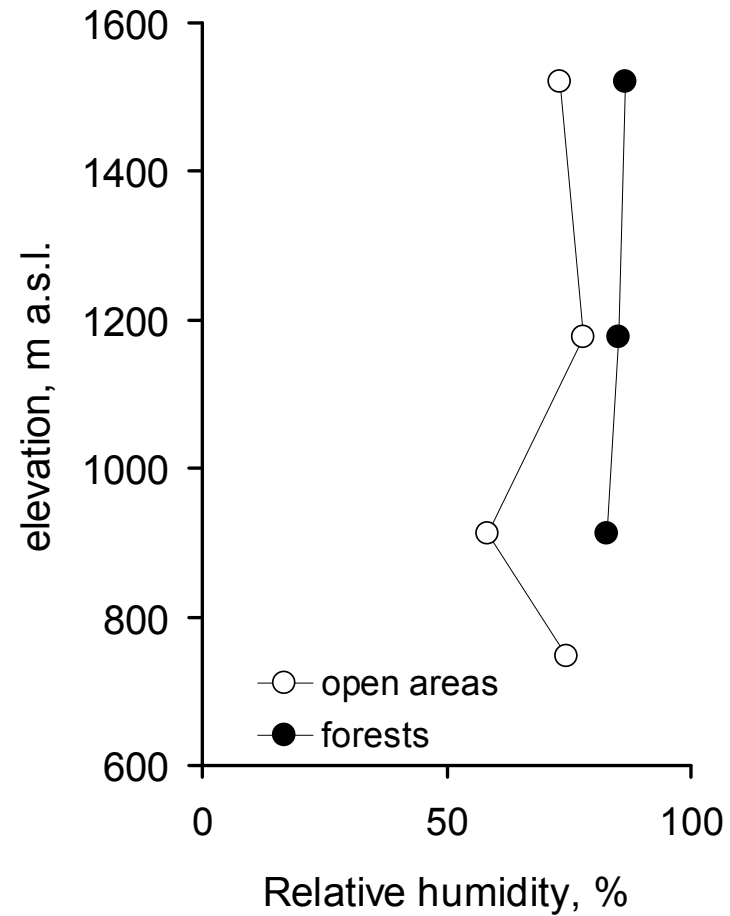 1600
1400
1200
1000
800
600
elevation, m a.s.l.
open areas
forests
0 50 100
Relative humidity, %